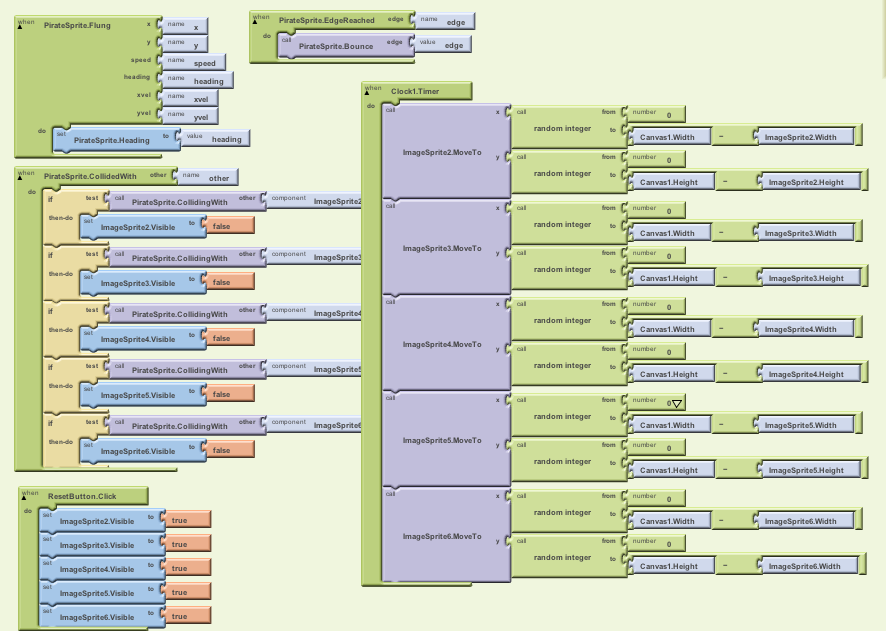 when PirateSprite.Flung x name x
y name y
speed name speed
heading name heading
xvel name xvel
yvel name yvel
do set PirateSprite.Heading to value heading
when PirateSprite.EdgeReached edge name edge
do call PirateSprite.Bounce edge value edge
when PirateSprite.CollidedWith other name other
do if test call PirateSprite.CollidingWith other component ImageSprite2
then-do set ImageSprite2.Visible to false
if test call PirateSprite.CollidingWith other component ImageSprite3
then-do set ImageSprite3.Visible to false
if test call PirateSprite.CollidingWith other component ImageSprite4
then-do set ImageSprite4.Visible to false
if test call PirateSprite.CollidingWith other component ImageSprite5
then-do set ImageSprite5.Visible to false
if test call PirateSprite.CollidingWith other component ImageSprite6
then-do set ImageSprite6.Visible to false
when ResetButton.Click
do set ImageSprite2.Visible to true
set ImageSprite3.Visible to true
set ImageSprite4.Visible to true
set ImageSprite5.Visible to true
set ImageSprite6.Visible to true
when Clock1.Timer
do call ImageSprite2.MoveTo x call random integer from number 0
to Canvas1.Width - ImageSprite2.Width
y call random integer from number 0
to Canvas1.Height - ImageSprite2.Height
call ImageSprite3.MoveTo x call random integer from number 0
to Canvas1.Width - ImageSprite3.Width
y call random integer from number 0
to Canvas1.Height - ImageSprite3.Height
call ImageSprite4.MoveTo x call random integer from number 0
to Canvas1.Width - ImageSprite4.Width
y call random integer from number 0
to Canvas1.Height - ImageSprite4.Height
call ImageSprite5.MoveTo x call random integer from number 0
to Canvas1.Width - ImageSprite5.Width
y call random integer from number 0
to Canvas1.Height - ImageSprite5.Height
call ImageSprite6.MoveTo x call random integer from number 0
to Canvas1.Width - ImageSprite6.Width
y call random integer from number 0
to Canvas1.Height - ImageSprite6.Width